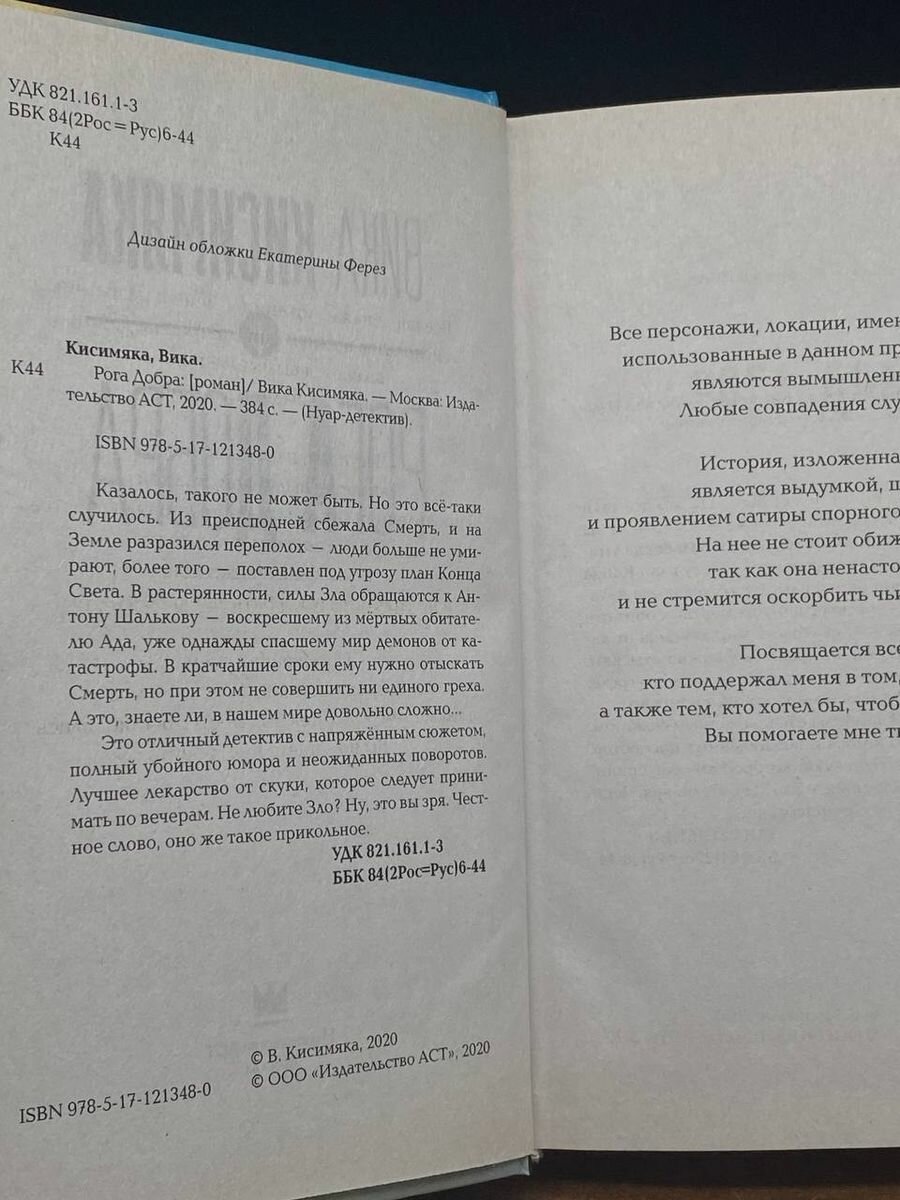 УДК 821.161.1-3
ББК 84(2Рос=Рус)6-44
К44
Дизайн обложки Екатерины Ферез
Кисимяка, Вика.
К44 Рога Добра: [роман]/ Вика Кисимяка. — Москва: Изда-
тельство АСТ, 2020. — 384 с. — (Нуар-детектив).
ISBN 978-5-17-121348-0
Казалось, такого не может быть. Но это всё-таки
случилось. Из преисподней сбежала Смерть, и на
Земле разразился переполох — люди больше не уми-
рают, более того — поставлен под угрозу план Конца
Света. В растерянности, силы Зла обращаются к Ан-
тону Шалькову — воскресшему из мёртвых обитате-
лю Ада, уже однажды спасшему мир демонов от ка-
тастрофы. В кратчайшие сроки ему нужно отыскать
Смерть, но при этом не совершить ни единого греха.
А это, знаете ли, в нашем мире довольно сложно...
Это отличный детектив с напряжённым сюжетом,
полный убойного юмора и неожиданных поворотов.
Лучшее лекарство от скуки, которое следует прини-
мать по вечерам. Не любите Зло? Ну, это вы зря. Чест-
ное слово, оно же такое прикольное.
УДК 821.161.1-3
ББК 84(2Рос=Рус)6-44
© В. Кисимяка, 2020
© ООО «Издательство АСТ», 2020
ISBN 978-5-17-121348-0
Все персонажи, локации, имен
использованные в данном пр
являются вымышлен
Любые совпадения слу
История, изложенна
является выдумкой, ш
и проявлением сатиры спорного
На нее не стоит обиж
так как она ненасто
и не стремится оскорбить чьи
Посвящается все
кто поддержал меня в том,
а также тем, кто хотел бы, чтоб
Вы помогаете мне тв